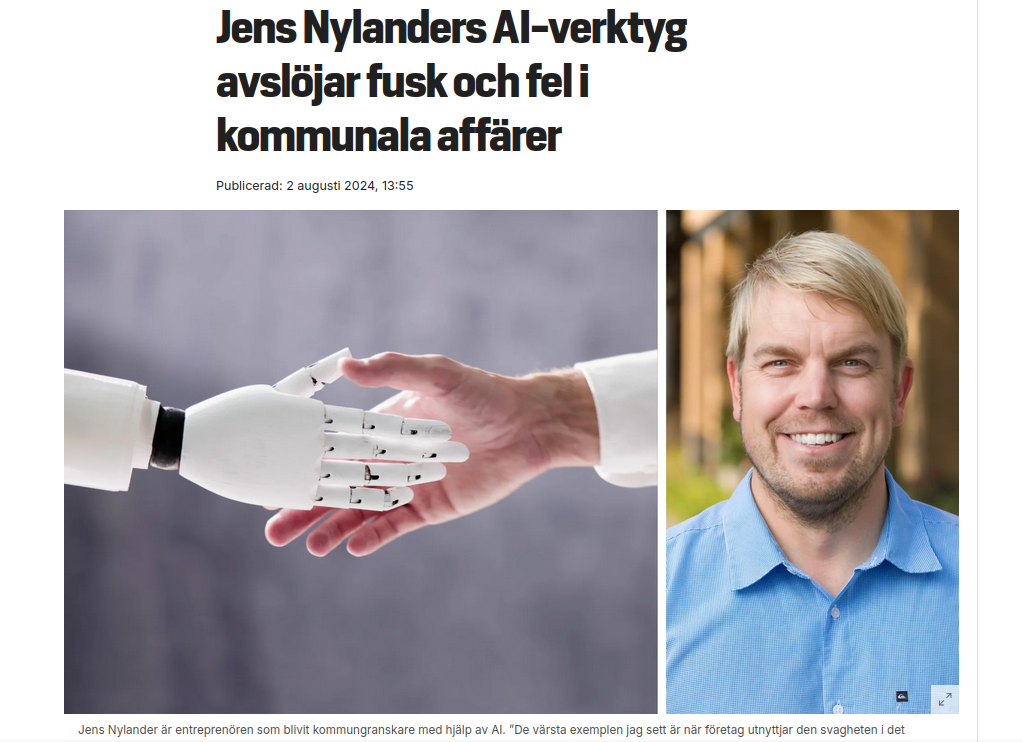 Jens Nylanders AI-verktyg
avslöjar fusk och fel i
kommunala affärer
Publicerad: 2 augusti 2024, 13:55
Jens Nylander är entreprenören som blivit kommungranskare med hjälp av AI. ”De värsta exemplen jag sett är när företag utnyttjar den svagheten i det